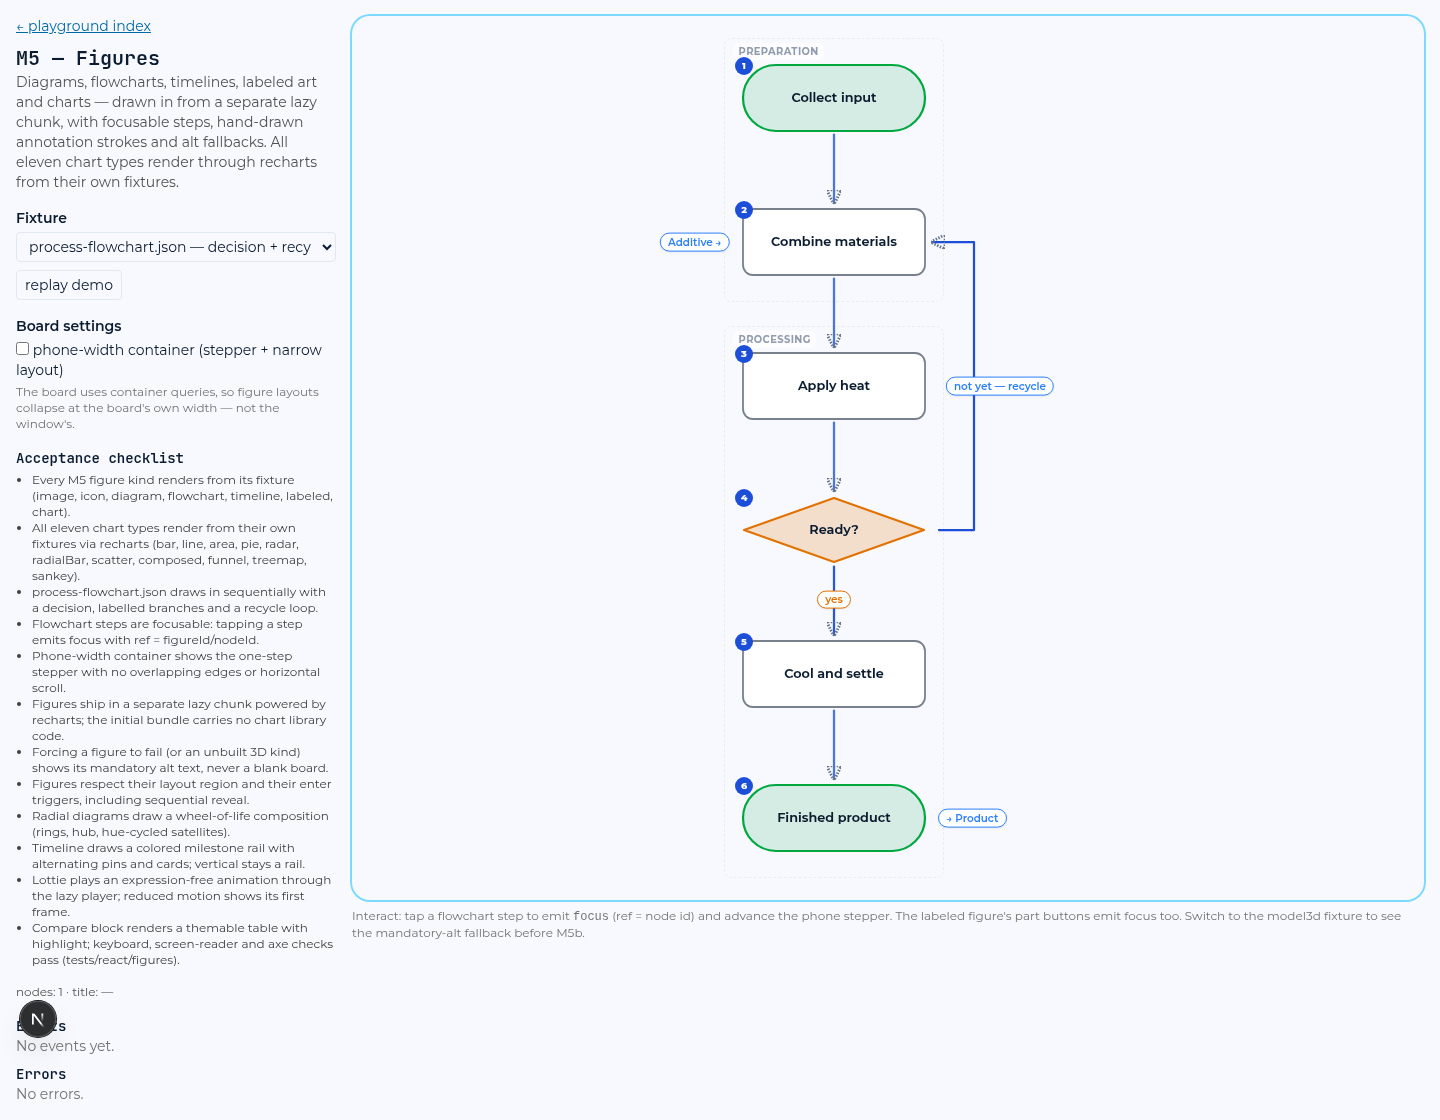 ← playground index
M5 — Figures
Diagrams, flowcharts, timelines, labeled art
and charts — drawn in from a separate lazy
chunk, with focusable steps, hand-drawn
annotation strokes and alt fallbacks. All
eleven chart types render through recharts
from their own fixtures.
Fixture
process-flowchart.json — decision + recy
replay demo
Board settings
phone-width container (stepper + narrow
layout)
The board uses container queries, so figure layouts
collapse at the board's own width — not the
window's.
Acceptance checklist
• Every M5 figure kind renders from its fixture
(image, icon, diagram, flowchart, timeline, labeled,
chart).
• All eleven chart types render from their own
fixtures via recharts (bar, line, area, pie, radar,
radialBar, scatter, composed, funnel, treemap,
sankey).
• process-flowchart.json draws in sequentially with
a decision, labelled branches and a recycle loop.
• Flowchart steps are focusable: tapping a step
emits focus with ref = figureId/nodeId.
• Phone-width container shows the one-step
stepper with no overlapping edges or horizontal
scroll.
• Figures ship in a separate lazy chunk powered by
recharts; the initial bundle carries no chart library
code.
• Forcing a figure to fail (or an unbuilt 3D kind)
shows its mandatory alt text, never a blank board.
• Figures respect their layout region and their enter
triggers, including sequential reveal.
• Radial diagrams draw a wheel-of-life composition
(rings, hub, hue-cycled satellites).
• Timeline draws a colored milestone rail with
alternating pins and cards; vertical stays a rail.
• Lottie plays an expression-free animation through
the lazy player; reduced motion shows its first
frame.
• Compare block renders a themable table with
highlight; keyboard, screen-reader and axe checks
pass (tests/react/figures).
nodes: 1 · title: —
N
No events yet.
Errors
No errors.
PREPARATION
1
Collect input
2
Additive →
Combine materials
PROCESSING
3
Apply heat
not yet — recycle
4
Ready?
yes
5
Cool and settle
6
Finished product
→ Product
Interact: tap a flowchart step to emit focus (ref = node id) and advance the phone stepper. The labeled figure's part buttons emit focus too. Switch to the model3d fixture to see
the mandatory-alt fallback before M5b.